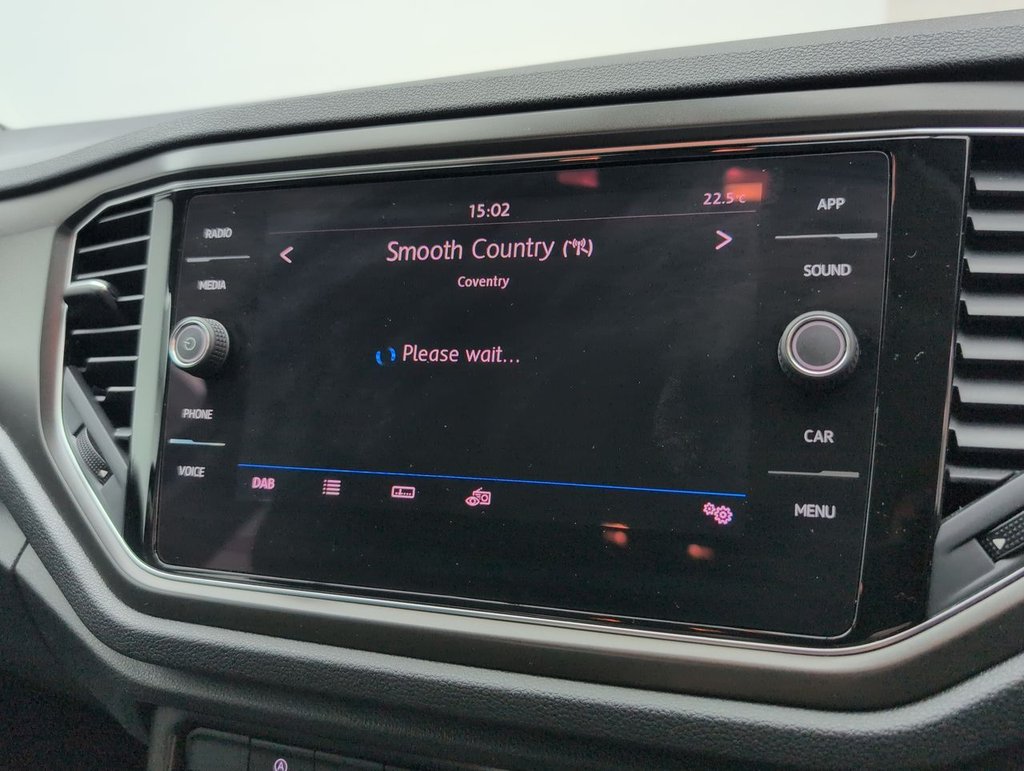 15:02
22.5°C
RADIO
MEDIA
PHONE
VOICE
< Smooth Country >
Coventry
Please wait...
DAB
APP
SOUND
CAR
MENU
A